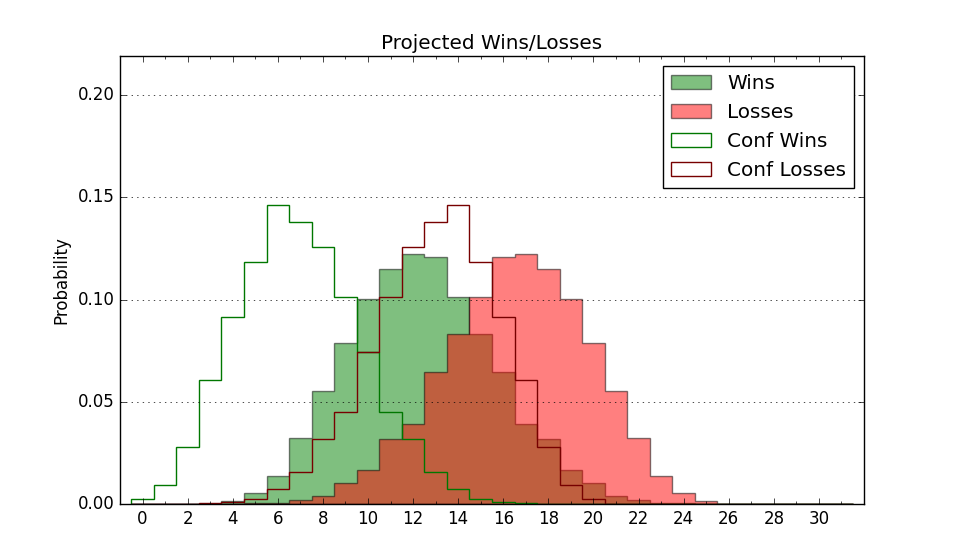 Projected Wins/Losses
Wins
Losses
Conf Wins
Conf Losses
Probability
0.20
0.15
0.10
0.05
0.00
0 2 4 6 8 10 12 14 16 18 20 22 24 26 28 30